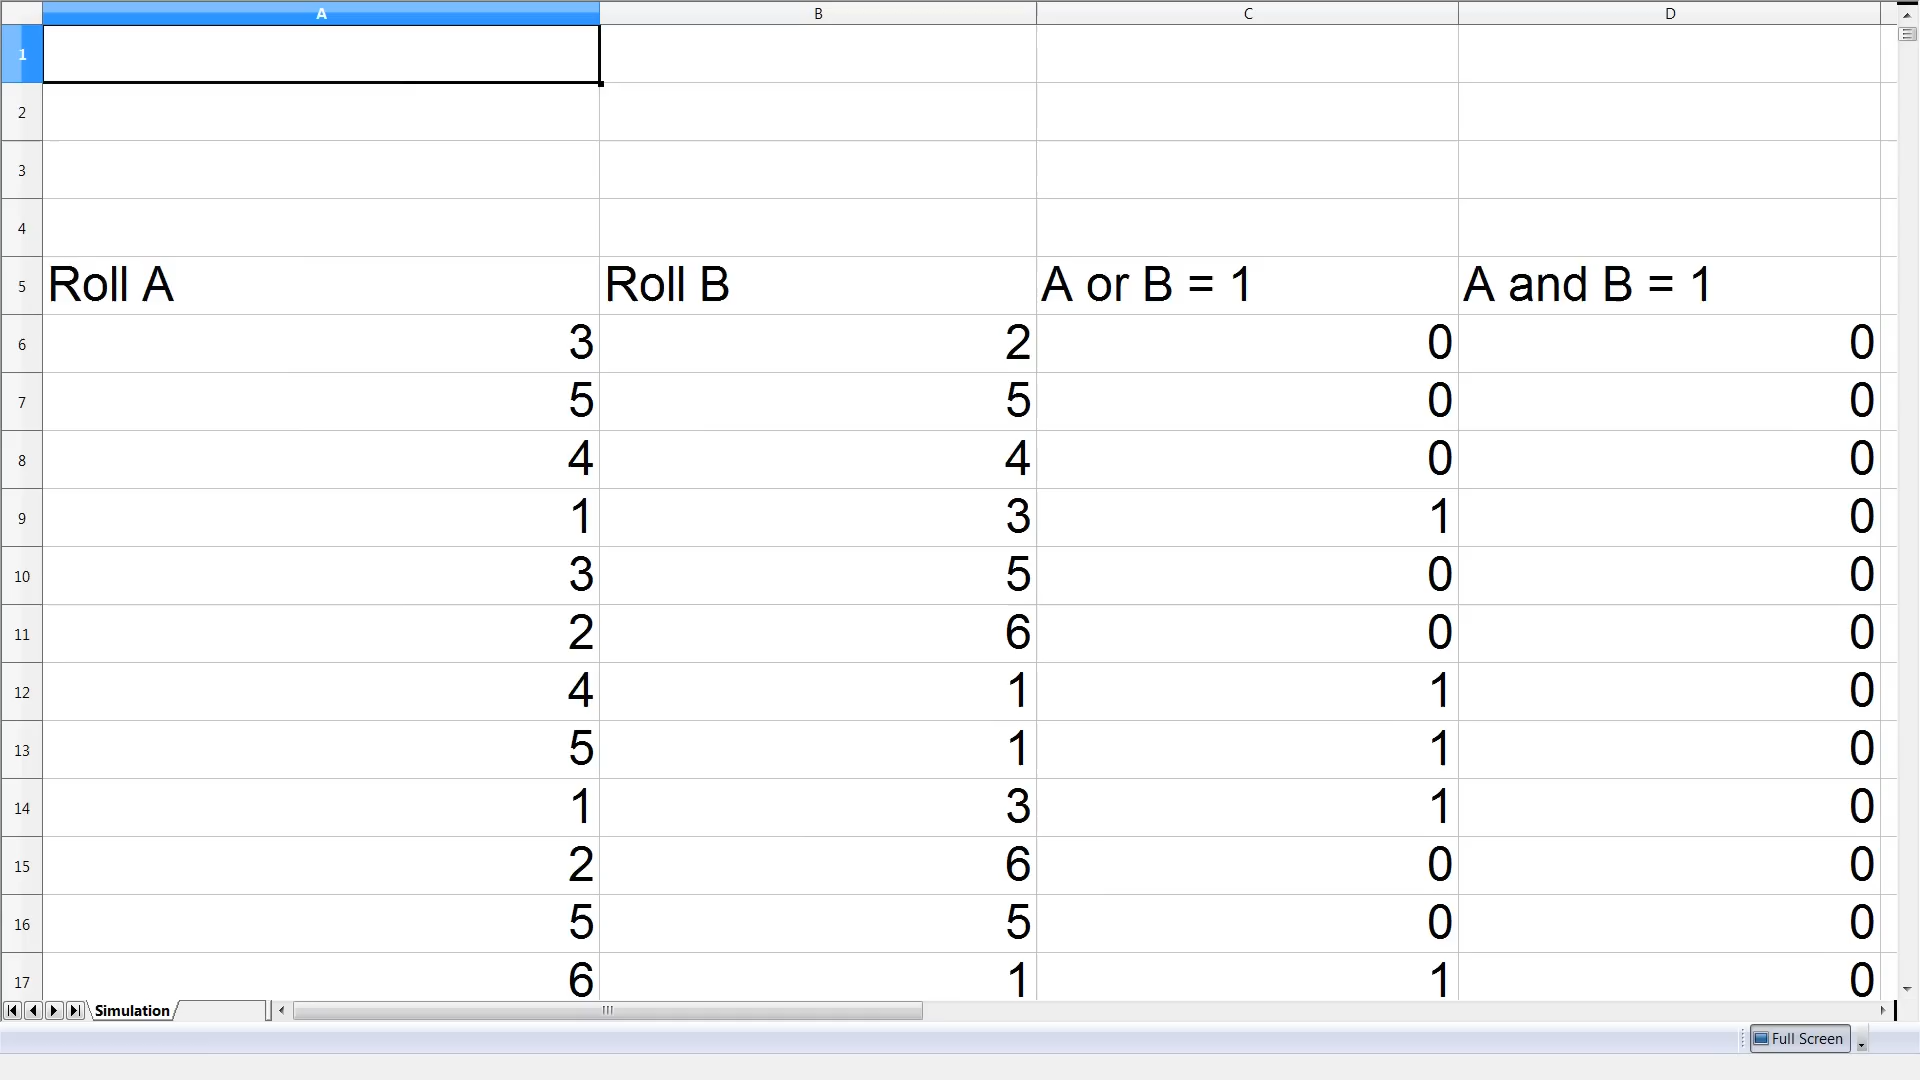 A B C D
1
2
3
4
5 Roll A Roll B A or B = 1 A and B = 1
6 3 2 0 0
7 5 5 0 0
8 4 4 0 0
9 1 3 1 0
10 3 5 0 0
11 2 6 0 0
12 4 1 1 0
13 5 1 1 0
14 1 3 1 0
15 2 6 0 0
16 5 5 0 0
17 6 1 1 0
Simulation
Full Screen